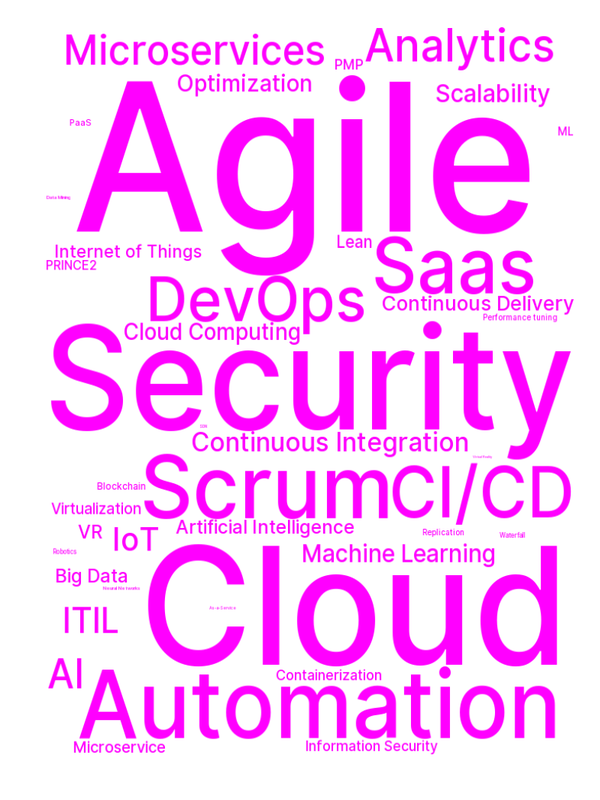 Microservices
Analytics
PMP
Optimization
Scalability
Agile
PaaS
ML
Data Mining
Internet of Things
Lean
PRINCE2
Saas
DevOps
Continuous Delivery
Performance tuning
Cloud Computing
Security
Continuous Integration
Scrum
CI/CD
Blockchain
Virtualization
VR
IoT
Artificial Intelligence
Replication
Waterfall
Robotics
Machine Learning
Cloud
Big Data
ITIL
AI
Containerization
Automation
Microservice
Information Security